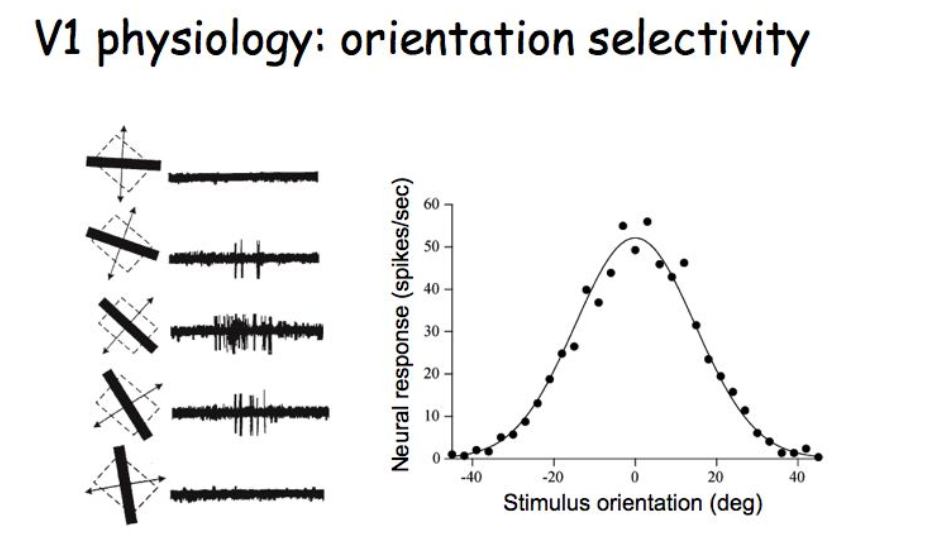 V1 physiology: orientation selectivity
Neural response (spikes/sec)
60
50
40
30
20
10
0
-40 -20 0 20 40
Stimulus orientation (deg)